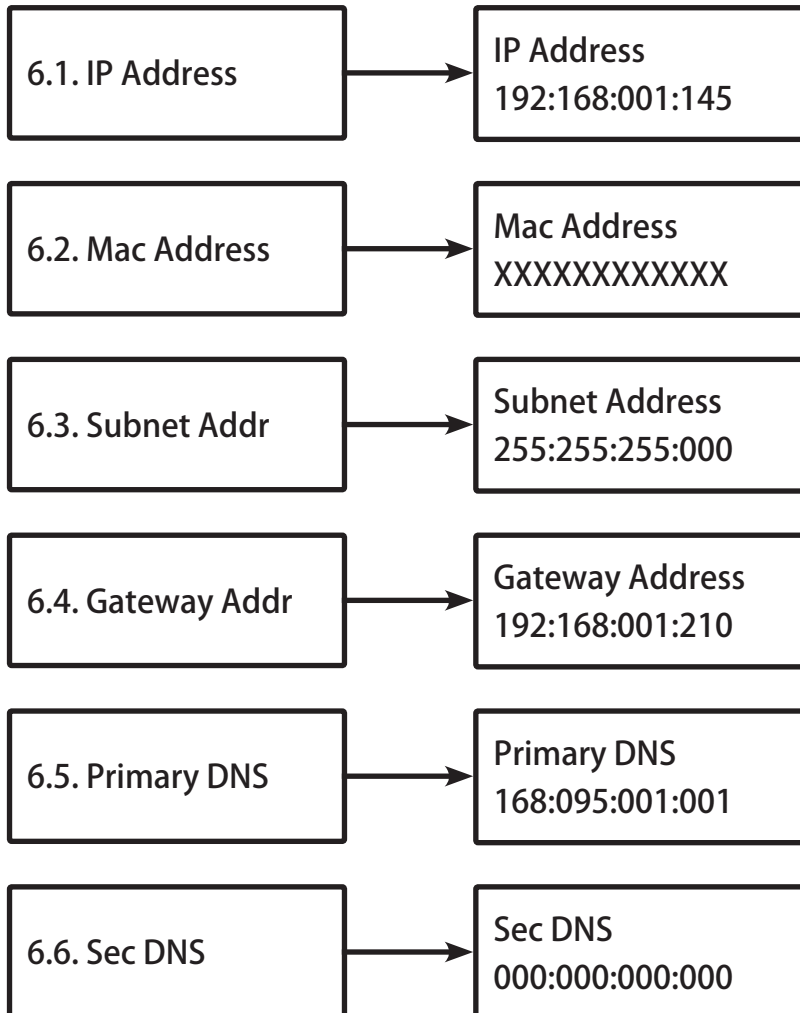 6.1. IP Address
IP Address
192:168:001:145
6.2. Mac Address
Mac Address
XXXXXXXXXXXX
6.3. Subnet Addr
Subnet Address
255:255:255:000
6.4. Gateway Addr
Gateway Address
192:168:001:210
6.5. Primary DNS
Primary DNS
168:095:001:001
6.6. Sec DNS
Sec DNS
000:000:000:000